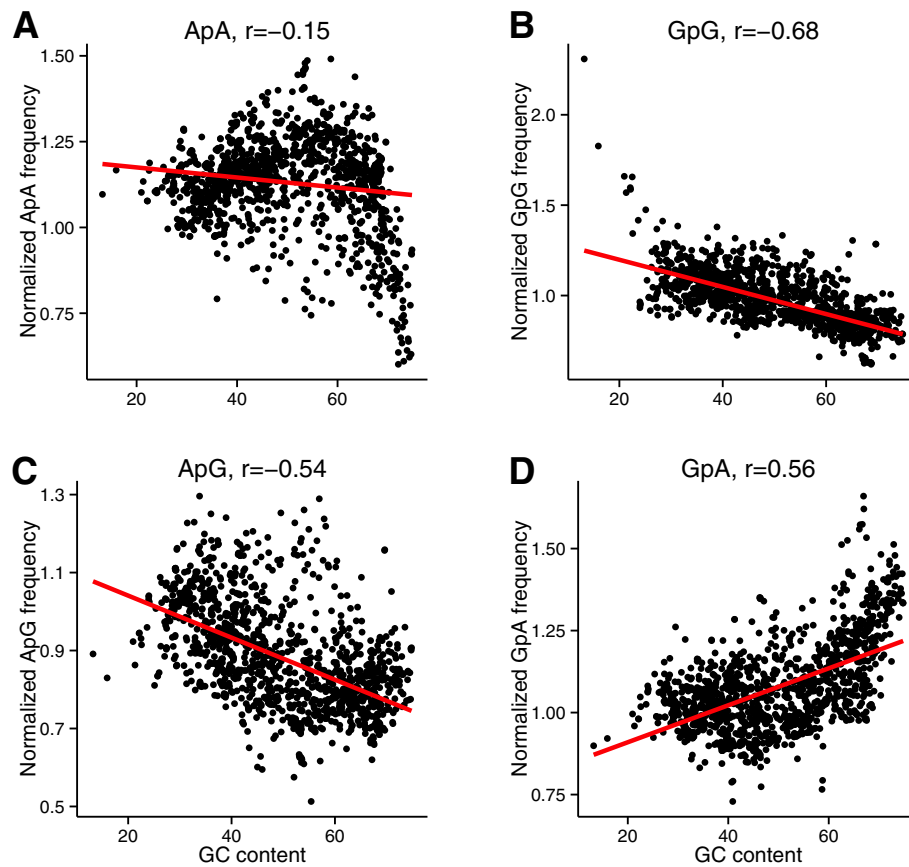 A
ApA, r=−0.15
Normalized ApA frequency
1.50
1.25
1.00
0.75
20 40 60
B
GpG, r=−0.68
Normalized GpG frequency
2.0
1.5
1.0
20 40 60
C
ApG, r=−0.54
Normalized ApG frequency
1.3
1.1
0.9
0.7
0.5
20 40 60
GC content
D
GpA, r=0.56
Normalized GpA frequency
1.50
1.25
1.00
0.75
20 40 60
GC content